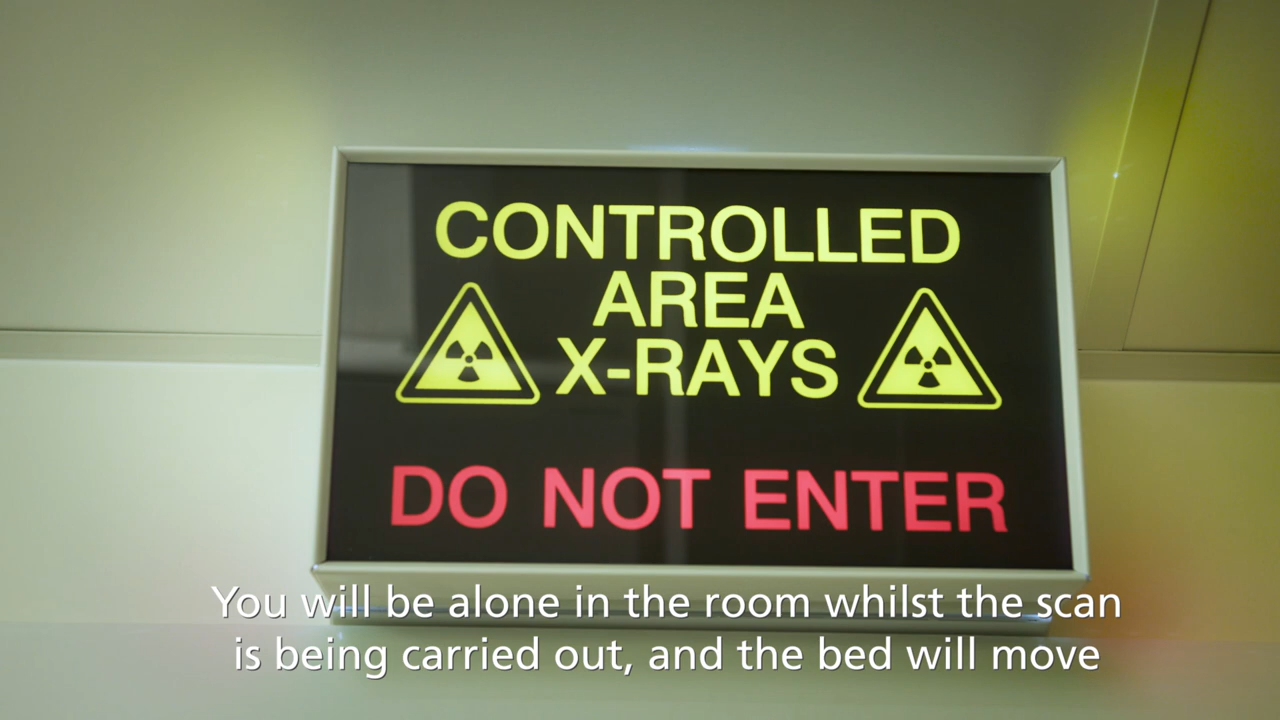 CONTROLLED
AREA
X-RAYS
DO NOT ENTER
You will be alone in the room whilst the scan
is being carried out, and the bed will move